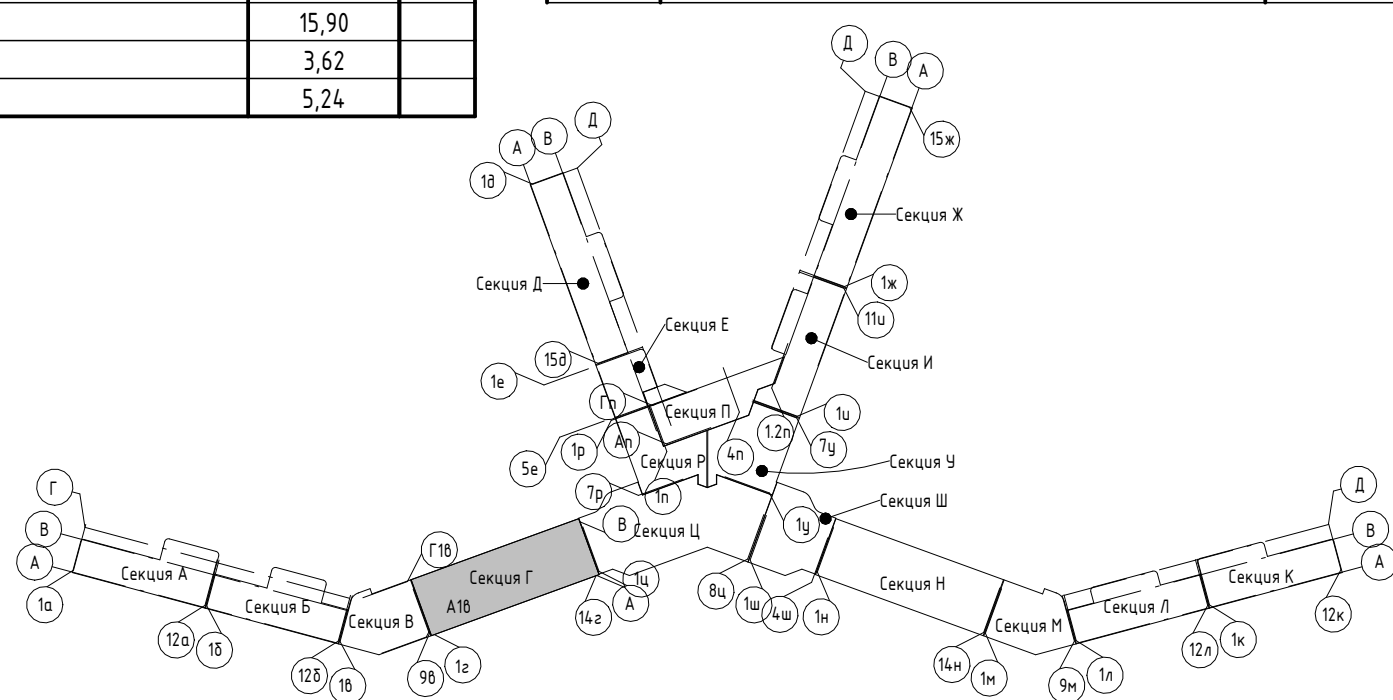 15,90
3,62
5,24
Д
В
А
15ж
Д
В
А
1д
Секция Ж
Секция Д
1ж
11и
Секция Е
15д
Секция И
1е
Гп
Секция П
1и
1.2п
7у
5е
1р
Ап
4п
Секция Р
Секция У
7р
1п
Секция Ш
Г
В
А
В
Секция Ц
1у
Д
В
А
Г1в
Секция А
Секция Б
Секция В
Секция Г
А1в
1ц
А
14г
8ц
1ш
4ш
1н
Секция Н
Секция М
Секция Л
Секция К
1а
12а
1б
12б
1в
9в
1г
14н
1м
9м
1л
12л
1к
12к